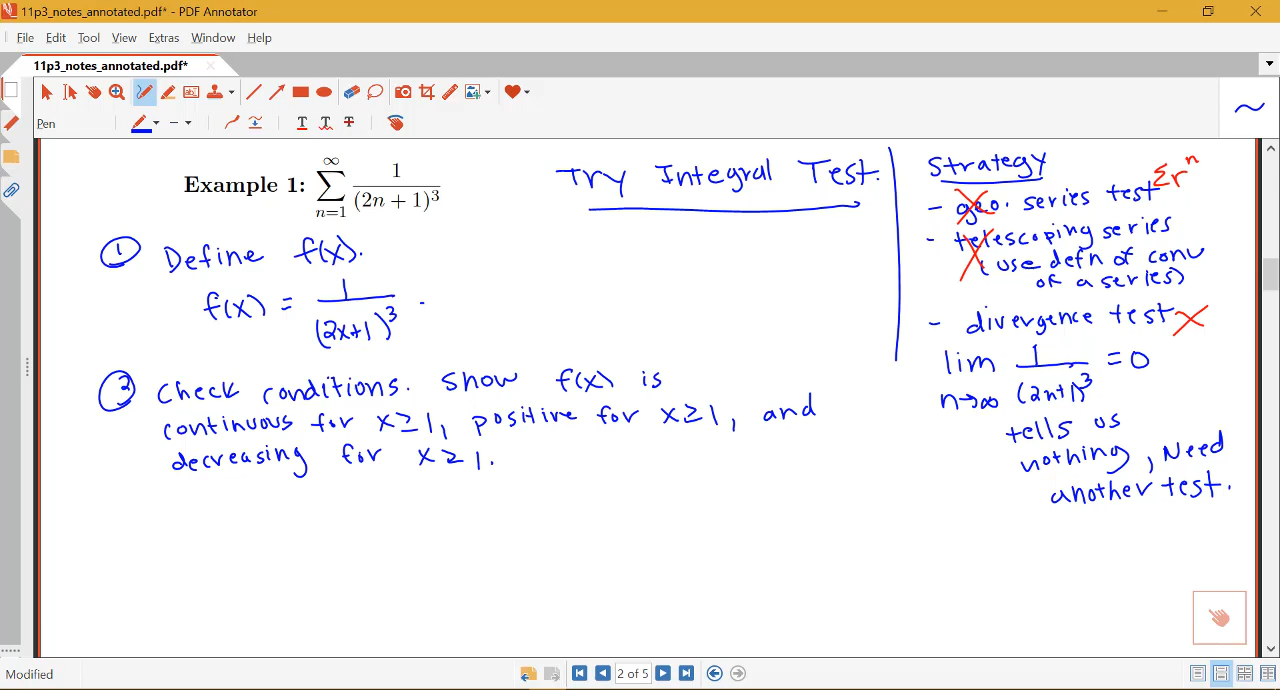 11p3_notes_annotated.pdf* - PDF Annotator
File Edit Tool View Extras Window Help
11p3_notes_annotated.pdf*
Pen
Example 1: ∑_{n=1}^{∞} 1/(2n + 1)^3
Try Integral Test.
① Define f(x).
f(x) = 1/(2x+1)^3 .
② Check conditions. Show f(x) is
continuous for x ≥ 1, positive for x ≥ 1, and
decreasing for x ≥ 1.
Strategy
- geo. series test Σr^n
- telescoping series
(use defn of conv
of a series)
- divergence test X
lim_{n→∞} 1/(2n+1)^3 = 0
tells us
nothing, Need
another test.
Modified
2 of 5